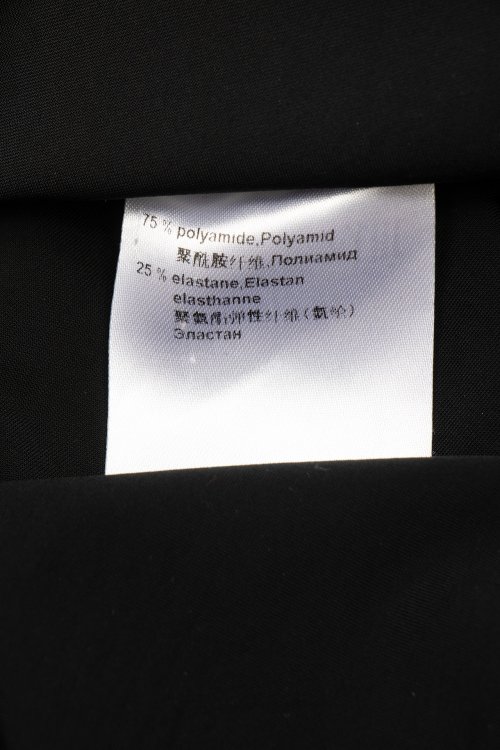 75 % polyamide,Polyamid
聚酰胺纤维,Полиамид
25 % elastane,Elastan
elasthanne
聚氨酯弹性纤维(氨纶)
Эластан